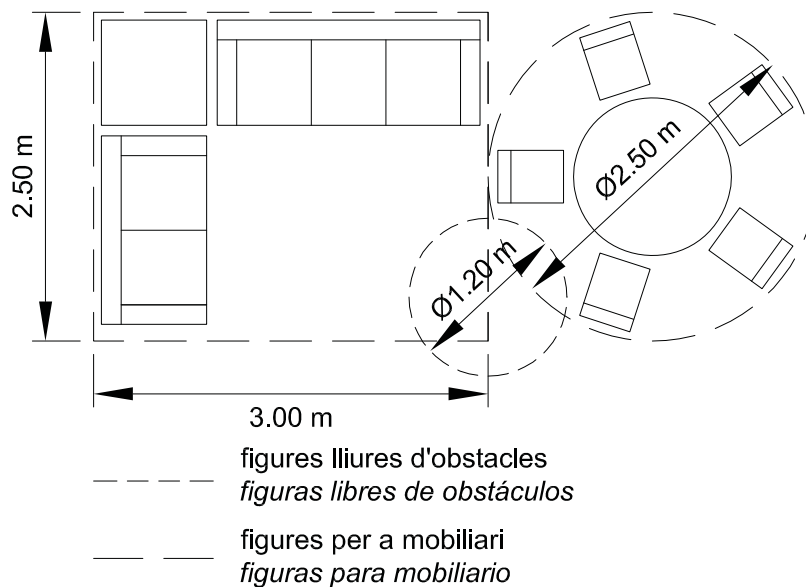 2.50 m
Ø2.50 m
Ø1.20 m
3.00 m
figures lliures d'obstacles
figuras libres de obstáculos
figures per a mobiliari
figuras para mobiliario